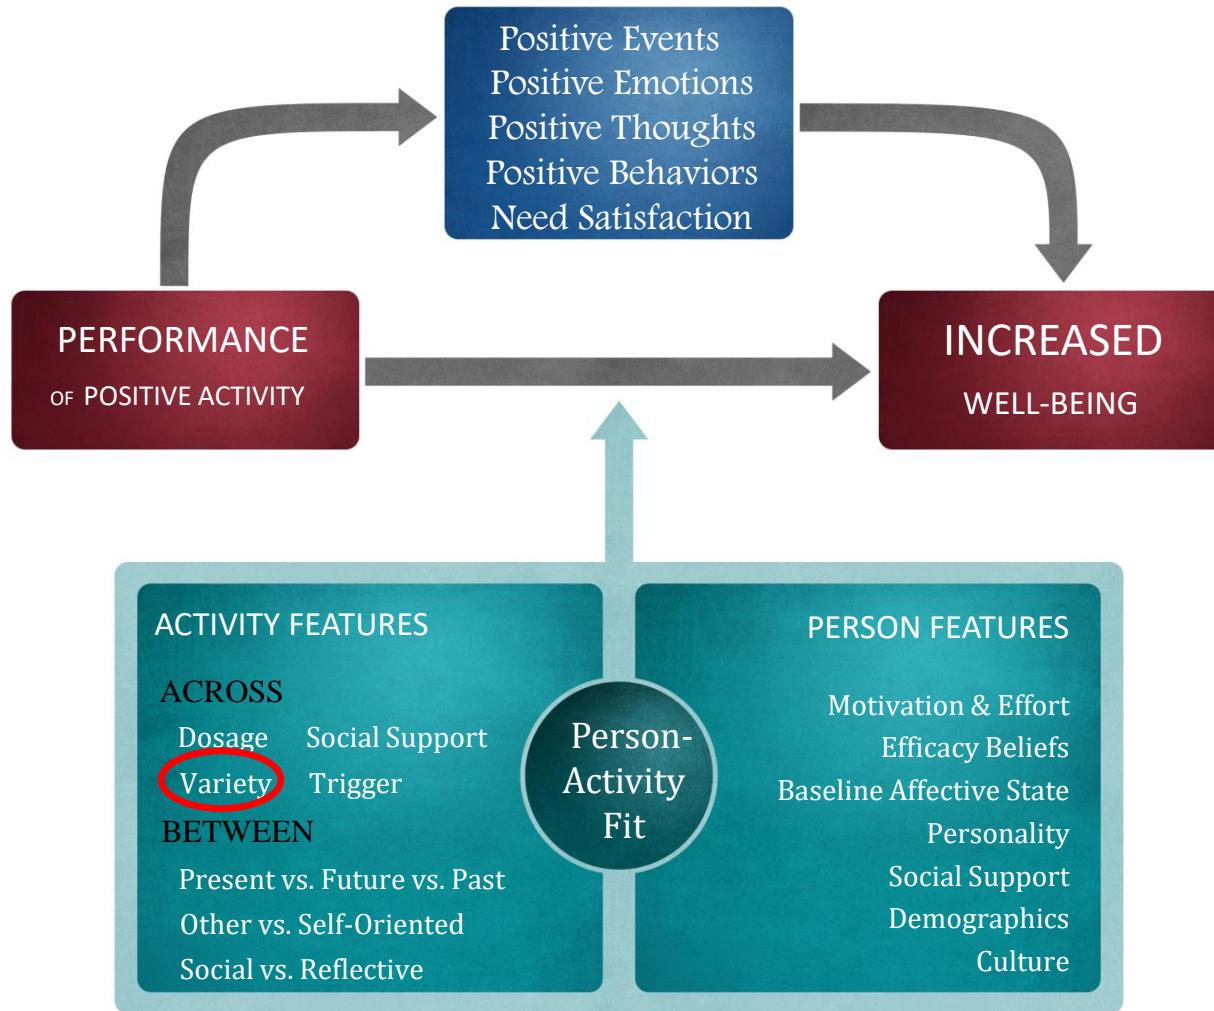 Positive Events
Positive Emotions
Positive Thoughts
Positive Behaviors
Need Satisfaction
PERFORMANCE
OF POSITIVE ACTIVITY
INCREASED
WELL-BEING
ACTIVITY FEATURES
ACROSS
Dosage Social Support
Variety Trigger
BETWEEN
Present vs. Future vs. Past
Other vs. Self-Oriented
Social vs. Reflective
Person-
Activity
Fit
PERSON FEATURES
Motivation & Effort
Efficacy Beliefs
Baseline Affective State
Personality
Social Support
Demographics
Culture